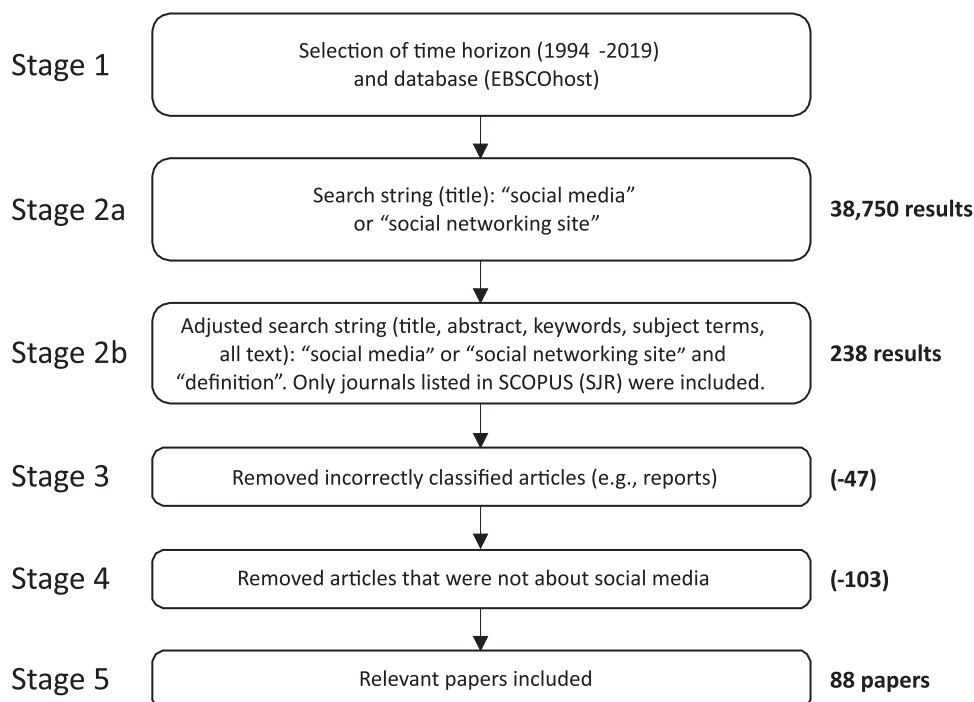 Stage 1
Selection of time horizon (1994 -2019)
and database (EBSCOhost)
Stage 2a
Search string (title): “social media”
or “social networking site”
38,750 results
Stage 2b
Adjusted search string (title, abstract, keywords, subject terms,
all text): “social media” or “social networking site” and
“definition”. Only journals listed in SCOPUS (SJR) were included.
238 results
Stage 3
Removed incorrectly classified articles (e.g., reports)
(-47)
Stage 4
Removed articles that were not about social media
(-103)
Stage 5
Relevant papers included
88 papers